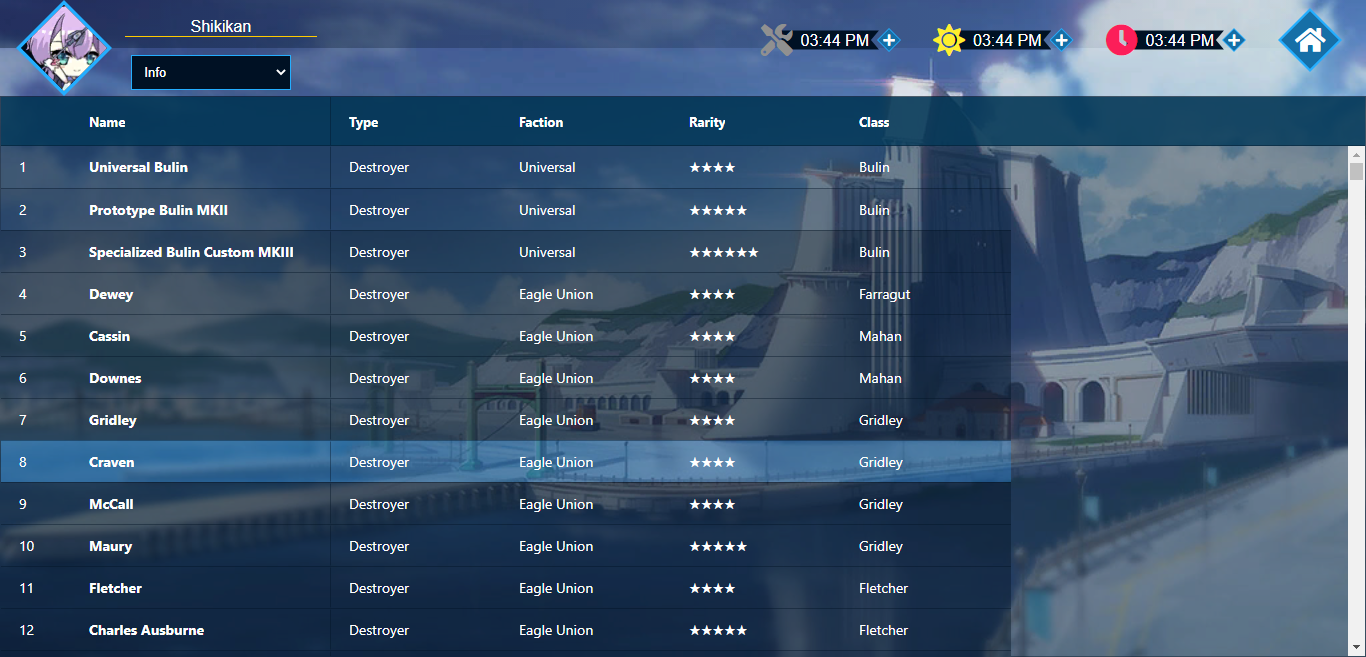 Shikikan
Info
03:44 PM
03:44 PM
03:44 PM
Name Type Faction Rarity Class
1 Universal Bulin Destroyer Universal ★★★★ Bulin
2 Prototype Bulin MKII Destroyer Universal ★★★★★ Bulin
3 Specialized Bulin Custom MKIII Destroyer Universal ★★★★★★ Bulin
4 Dewey Destroyer Eagle Union ★★★★ Farragut
5 Cassin Destroyer Eagle Union ★★★★ Mahan
6 Downes Destroyer Eagle Union ★★★★ Mahan
7 Gridley Destroyer Eagle Union ★★★★ Gridley
8 Craven Destroyer Eagle Union ★★★★ Gridley
9 McCall Destroyer Eagle Union ★★★★ Gridley
10 Maury Destroyer Eagle Union ★★★★★ Gridley
11 Fletcher Destroyer Eagle Union ★★★★ Fletcher
12 Charles Ausburne Destroyer Eagle Union ★★★★★ Fletcher